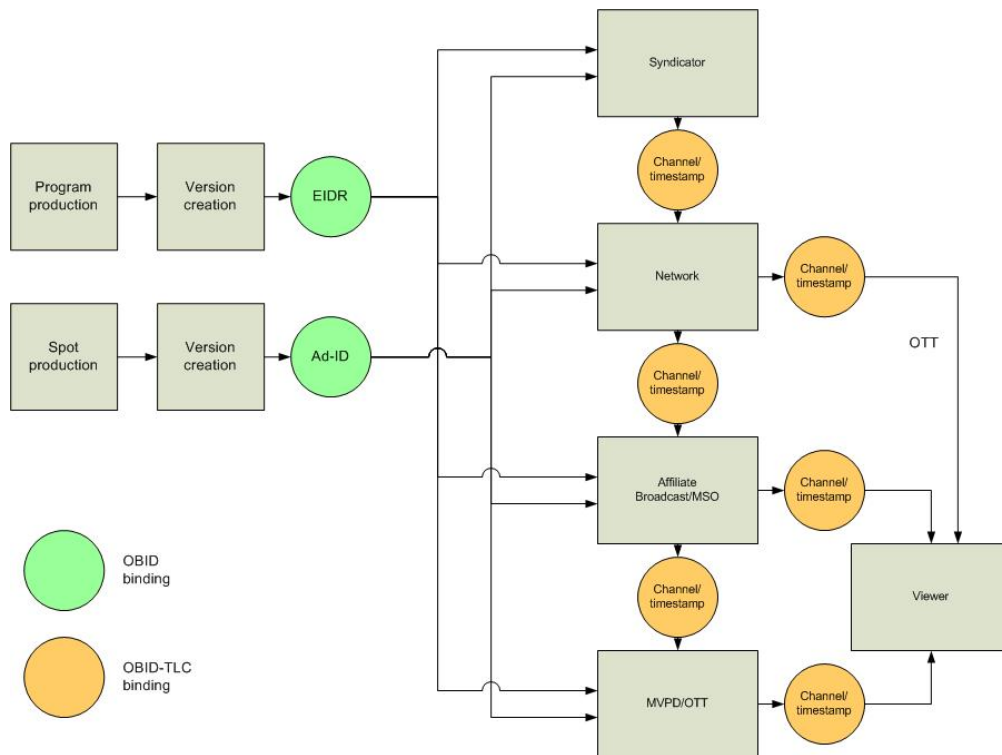 Syndicator
Channel/
timestamp
Program
production
Version
creation
EIDR
Network
Channel/
timestamp
Spot
production
Version
creation
Ad-ID
OTT
Channel/
timestamp
Affiliate
Broadcast/MSO
Channel/
timestamp
OBID
binding
Channel/
timestamp
Viewer
OBID-TLC
binding
MVPD/OTT
Channel/
timestamp